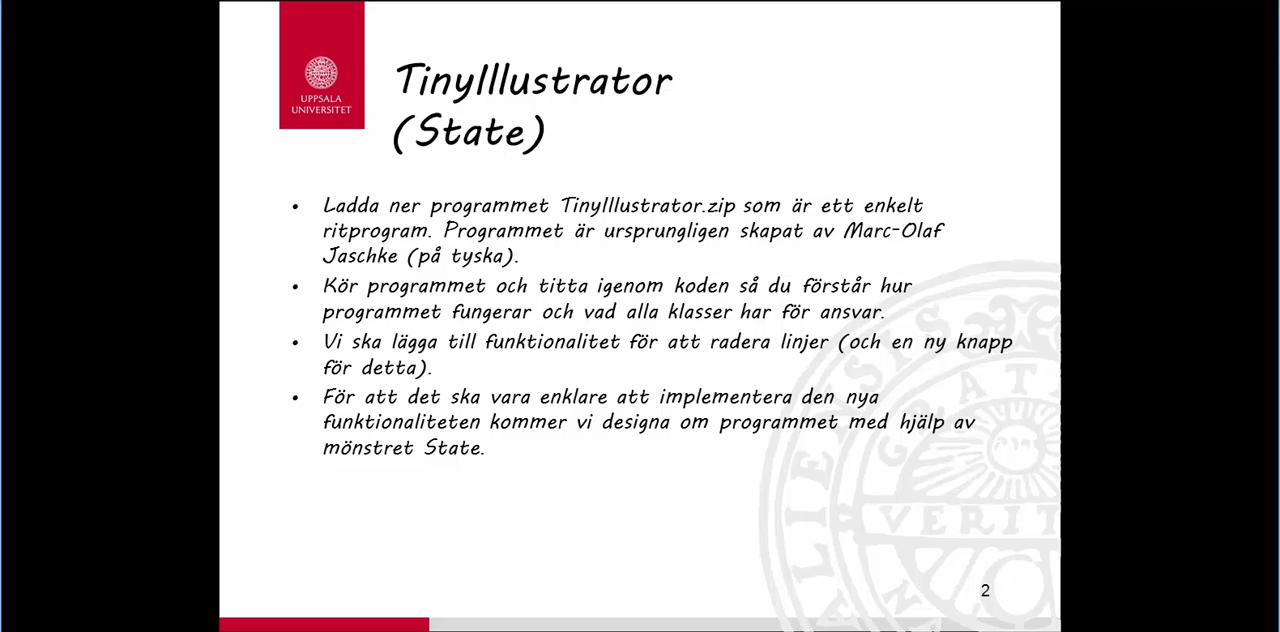 UPPSALA
UNIVERSITET
TinyIllustrator
(State)
• Ladda ner programmet TinyIllustrator.zip som är ett enkelt
ritprogram. Programmet är ursprungligen skapat av Marc-Olaf
Jaschke (på tyska).
• Kör programmet och titta igenom koden så du förstår hur
programmet fungerar och vad alla klasser har för ansvar.
• Vi ska lägga till funktionalitet för att radera linjer (och en ny knapp
för detta).
• För att det ska vara enklare att implementera den nya
funktionaliteten kommer vi designa om programmet med hjälp av
mönstret State.
VERIT
2